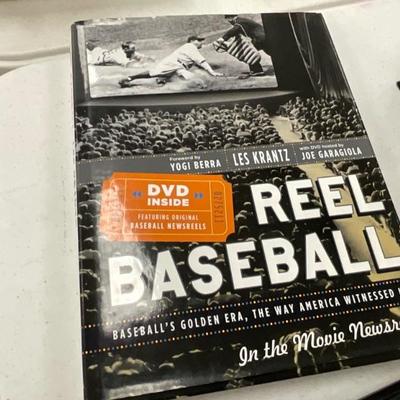 Foreword by
YOGI BERRA
LES KRANTZ
with DVD hosted by
JOE GARAGIOLA
DVD
INSIDE
FEATURING ORIGINAL
BASEBALL NEWSREELS
REEL
BASEBALL
BASEBALL'S GOLDEN ERA, THE WAY AMERICA WITNESSED
In the Movie Newsr